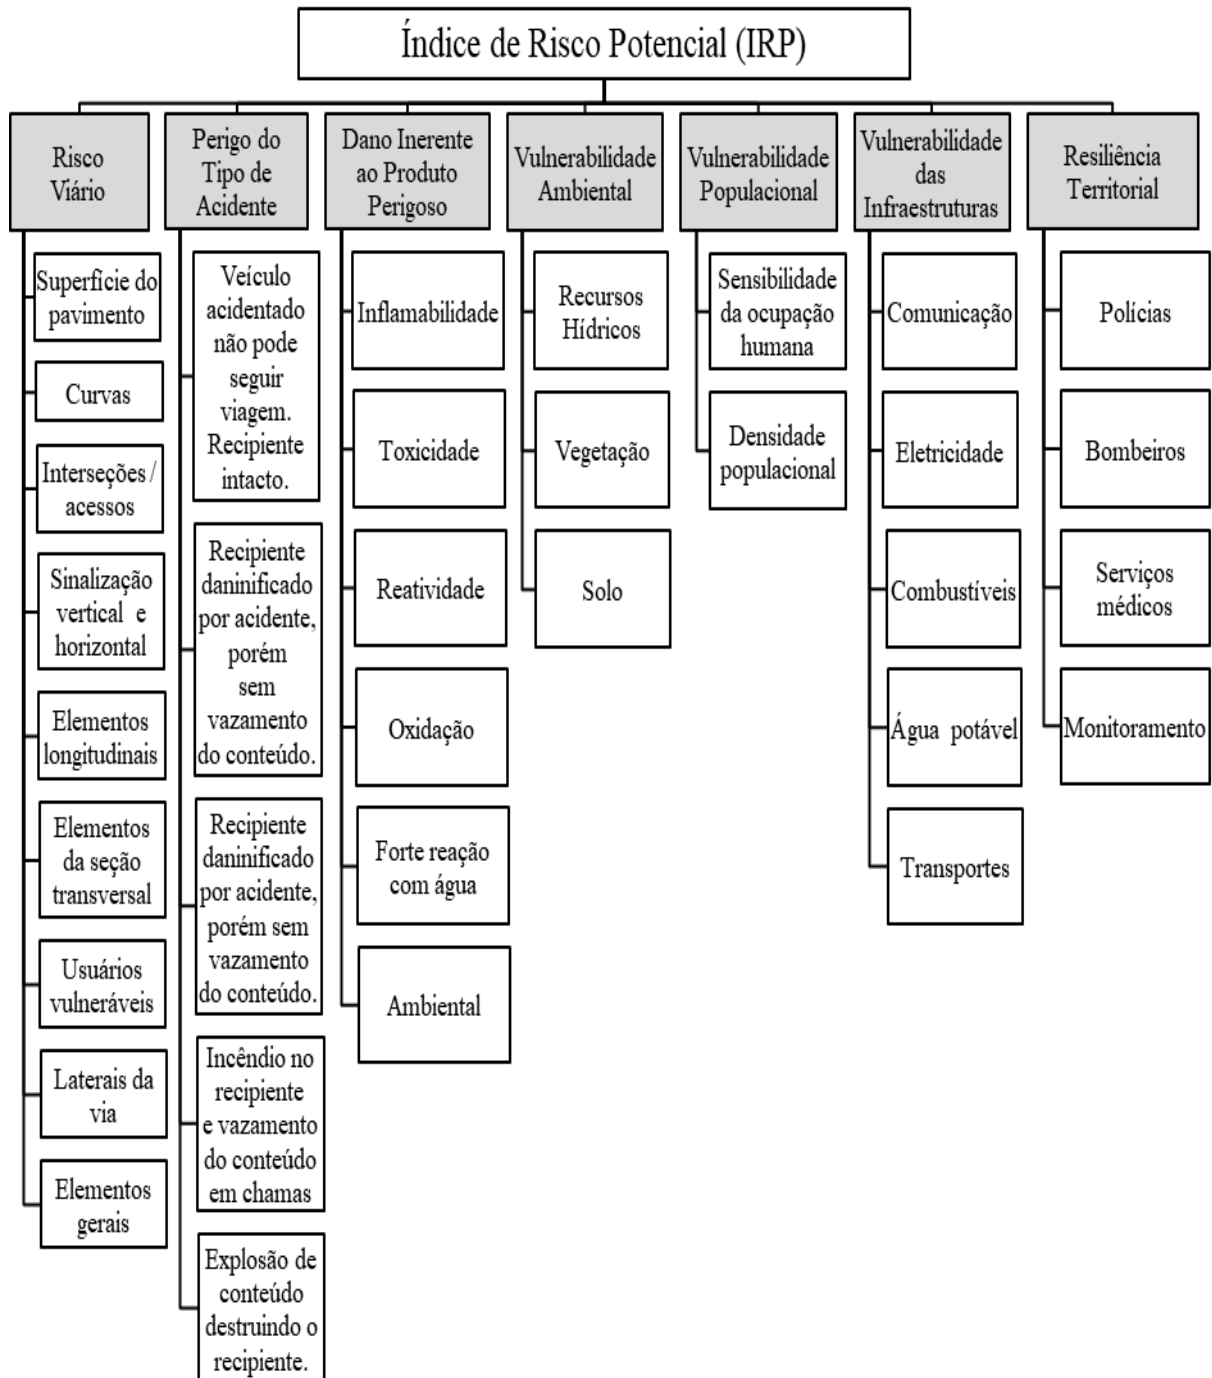 Índice de Risco Potencial (IRP)
Risco
Viário
Superfície do
pavimento
Curvas
Interseções /
acessos
Sinalização
vertical e
horizontal
Elementos
longitudinais
Elementos
da seção
transversal
Usuários
vulneráveis
Laterais da
via
Elementos
gerais
Perigo do
Tipo de
Acidente
Veículo
acidentado
não pode
seguir
viagem.
Recipiente
intacto.
Recipiente
daninificado
por acidente,
porém
sem
vazamento
do conteúdo.
Recipiente
daninificado
por acidente,
porém sem
vazamento
do conteúdo.
Incêndio no
recipiente
e vazamento
do conteúdo
em chamas
Explosão de
conteúdo
destruindo o
recipiente.
Dano Inerente
ao Produto
Perigoso
Inflamabilidade
Toxicidade
Reatividade
Oxidação
Forte reação
com água
Ambiental
Vulnerabilidade
Ambiental
Recursos
Hídricos
Vegetação
Solo
Vulnerabilidade
Populacional
Sensibilidade
da ocupação
humana
Densidade
populacional
Vulnerabilidade
das
Infraestruturas
Comunicação
Eletricidade
Combustíveis
Água potável
Transportes
Resiliência
Territorial
Polícias
Bombeiros
Serviços
médicos
Monitoramento